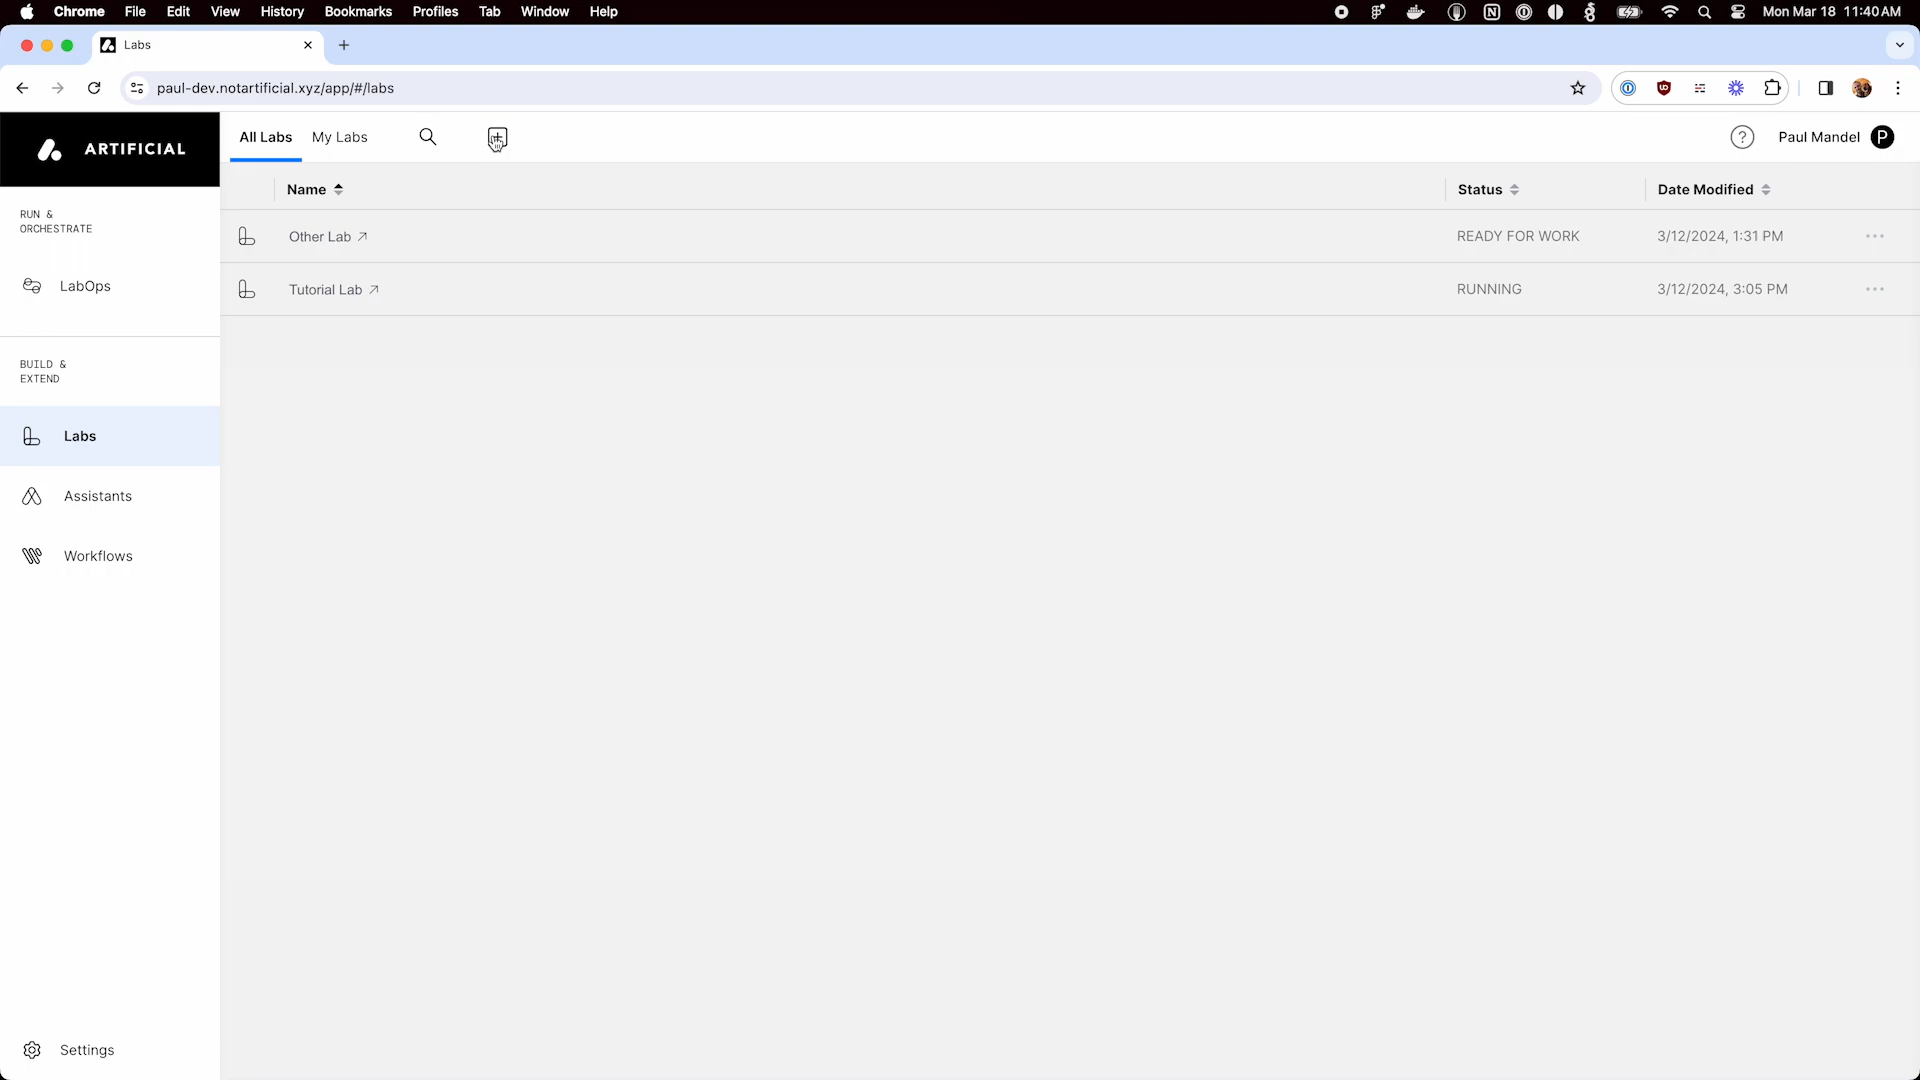 Chrome File Edit View History Bookmarks Profiles Tab Window Help Mon Mar 18 11:40 AM
Labs
paul-dev.notartificial.xyz/app/#/labs
ARTIFICIAL
All Labs My Labs
Paul Mandel P
Name Status Date Modified
Other Lab READY FOR WORK 3/12/2024, 1:31 PM
Tutorial Lab RUNNING 3/12/2024, 3:05 PM
RUN &
ORCHESTRATE
LabOps
BUILD &
EXTEND
Labs
Assistants
Workflows
Settings